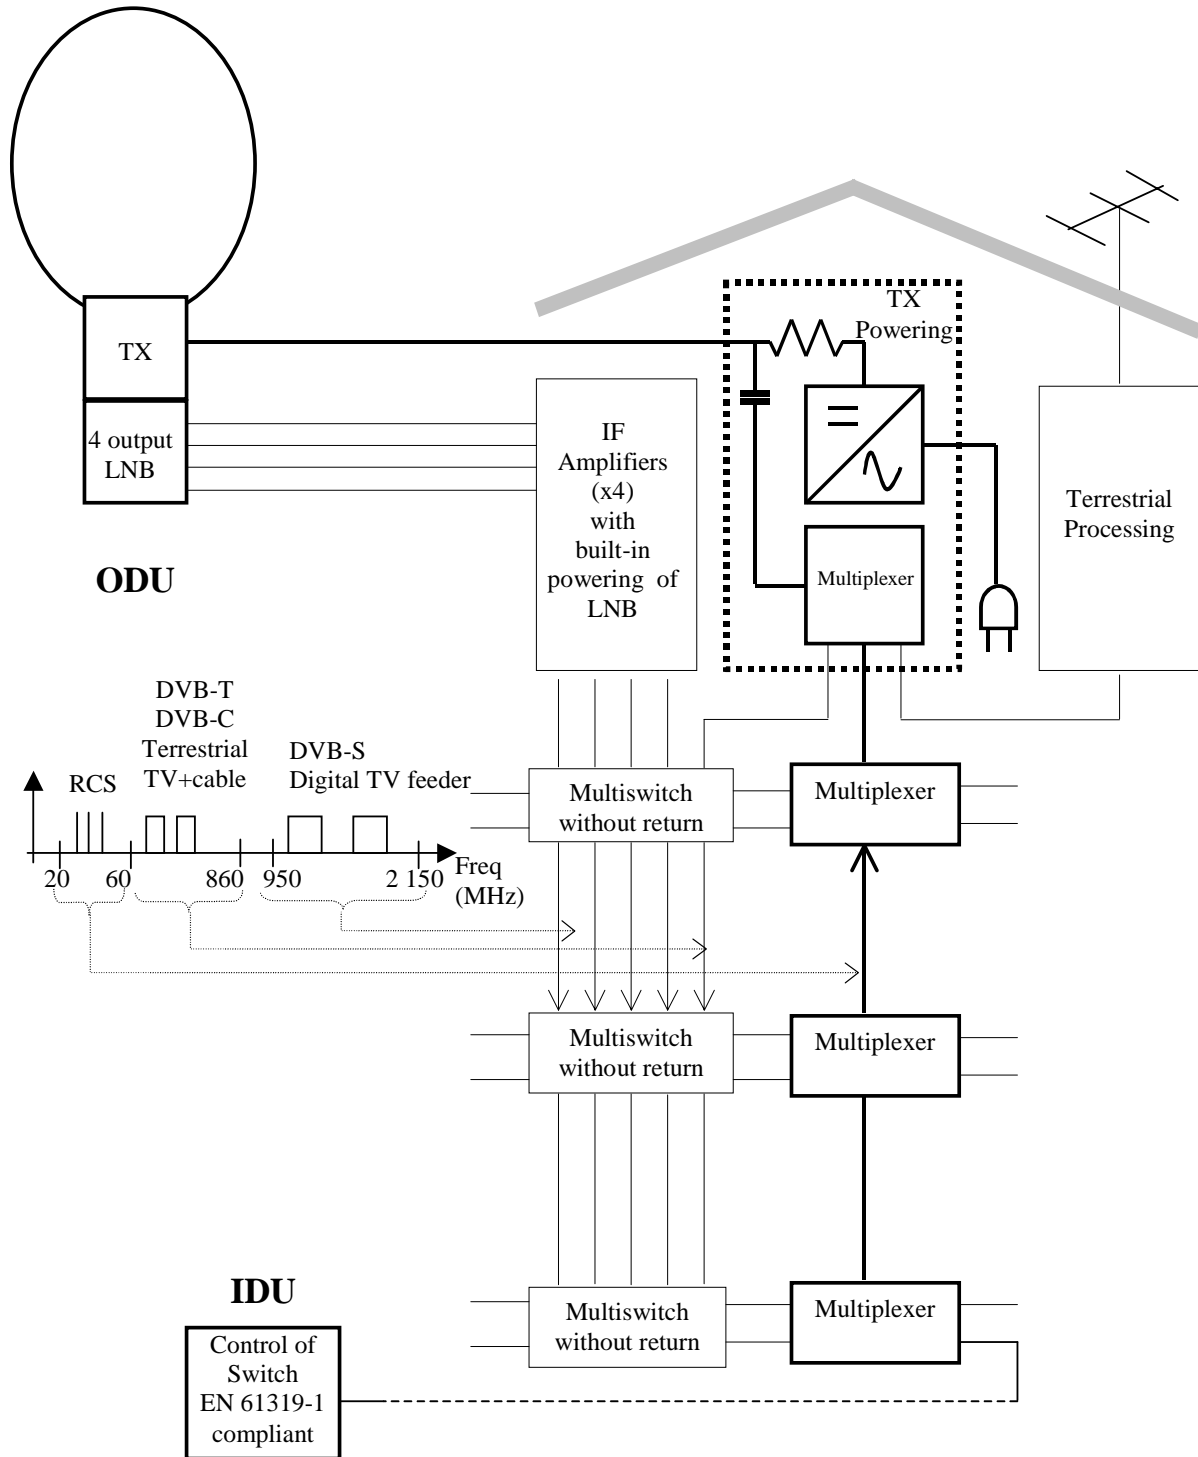 TX
Powering
TX
4 output
LNB
IF
Amplifiers
(x4)
with
built-in
powering of
LNB
Terrestrial
Processing
Multiplexer
ODU
DVB-T
DVB-C
Terrestrial
TV+cable
RCS
DVB-S
Digital TV feeder
20
60
860
950
2 150
Freq
(MHz)
Multiswitch
without return
Multiplexer
Multiswitch
without return
Multiplexer
IDU
Multiswitch
without return
Multiplexer
Control of
Switch
EN 61319-1
compliant